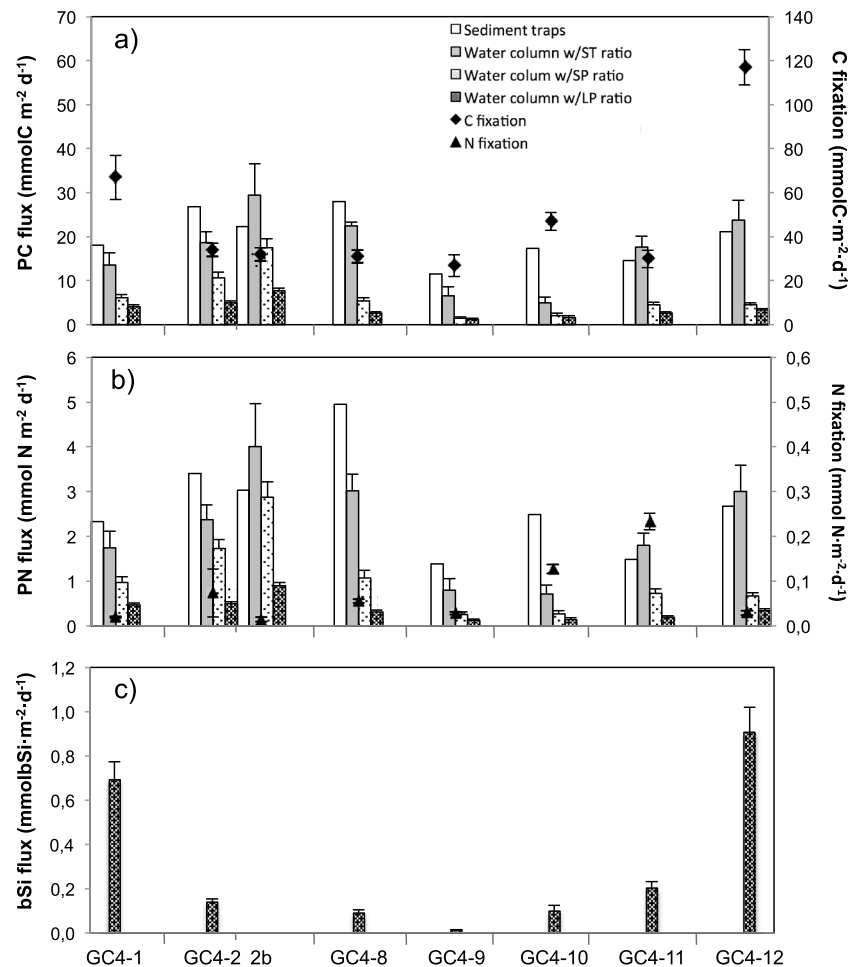 a)
Sediment traps
Water column w/ST ratio
Water colum w/SP ratio
Water column w/LP ratio
C fixation
N fixation
PC flux (mmolC m⁻² d⁻¹)
70
60
50
40
30
20
10
0
C fixation (mmolC·m⁻²·d⁻¹)
140
120
100
80
60
40
20
0
b)
PN flux (mmol N m⁻² d⁻¹)
6
5
4
3
2
1
0
N fixation (mmol N·m⁻²·d⁻¹)
0,6
0,5
0,4
0,3
0,2
0,1
0,0
c)
bSi flux (mmolbSi·m⁻²·d⁻¹)
1,2
1,0
0,8
0,6
0,4
0,2
0,0
GC4-1 GC4-2 2b GC4-8 GC4-9 GC4-10 GC4-11 GC4-12